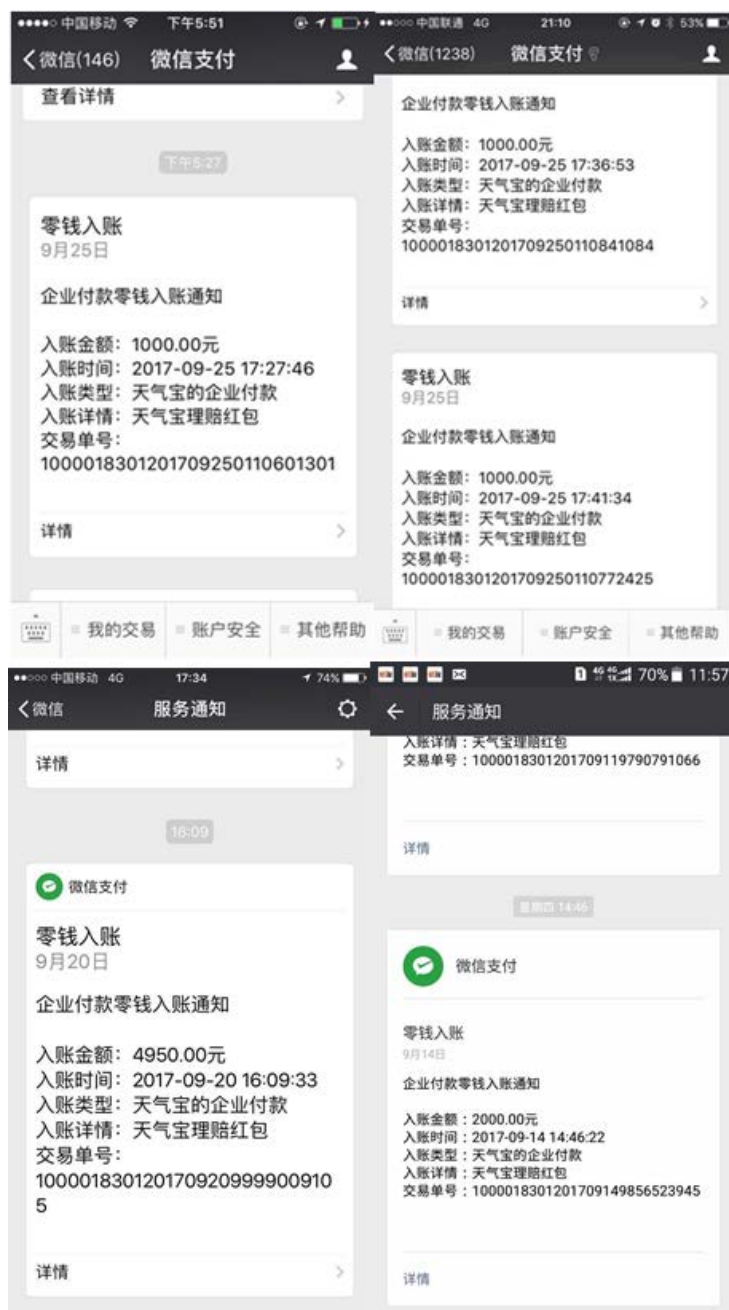 中国移动 下午5:51
微信(146) 微信支付
查看详情
下午5:27
零钱入账
9月25日
企业付款零钱入账通知
入账金额：1000.00元
入账时间：2017-09-25 17:27:46
入账类型：天气宝的企业付款
入账详情：天气宝理赔红包
交易单号：
1000018301201709250110601301
详情
我的交易 账户安全 其他帮助
中国联通 4G 21:10 53%
微信(1238) 微信支付
企业付款零钱入账通知
入账金额：1000.00元
入账时间：2017-09-25 17:36:53
入账类型：天气宝的企业付款
入账详情：天气宝理赔红包
交易单号：
1000018301201709250110841084
详情
零钱入账
9月25日
企业付款零钱入账通知
入账金额：1000.00元
入账时间：2017-09-25 17:41:34
入账类型：天气宝的企业付款
入账详情：天气宝理赔红包
交易单号：
1000018301201709250110772425
我的交易 账户安全 其他帮助
中国移动 4G 17:34 74%
微信 服务通知
详情
16:09
微信支付
零钱入账
9月20日
企业付款零钱入账通知
入账金额：4950.00元
入账时间：2017-09-20 16:09:33
入账类型：天气宝的企业付款
入账详情：天气宝理赔红包
交易单号：
100001830120170920999900910
5
详情
70% 11:57
服务通知
入账详情：天气宝理赔红包
交易单号：1000018301201709119790791066
详情
星期四 14:46
微信支付
零钱入账
9月14日
企业付款零钱入账通知
入账金额：2000.00元
入账时间：2017-09-14 14:46:22
入账类型：天气宝的企业付款
入账详情：天气宝理赔红包
交易单号：1000018301201709149856523945
详情